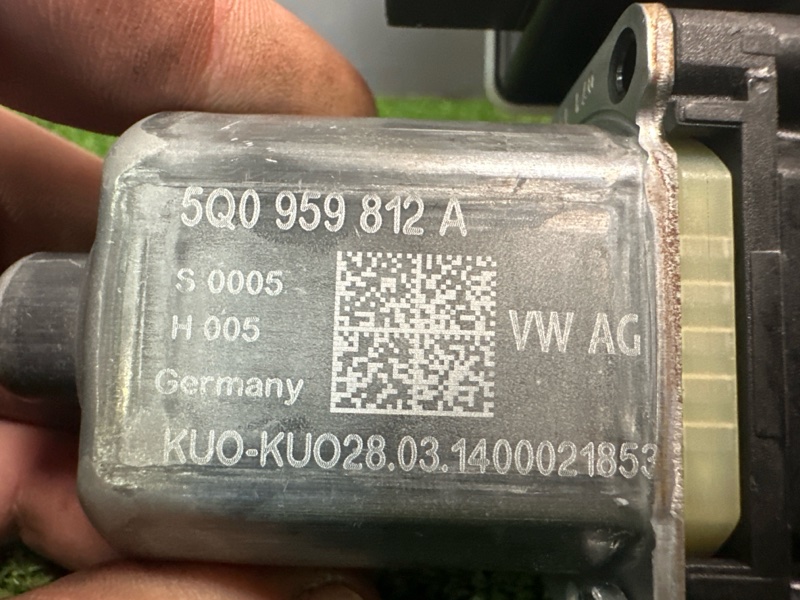 5Q0 959 812 A
S 0005
H 005
VW AG
Germany
KUO-KUO28.03.1400021853